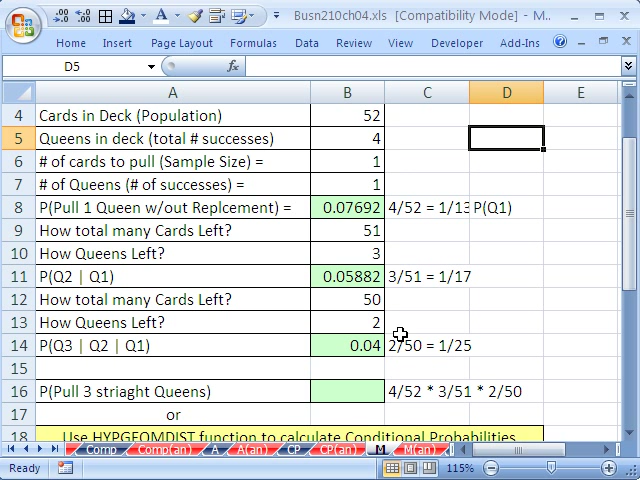 Busn210ch04.xls [Compatibility Mode] - M..
Home Insert Page Layout Formulas Data View Developer Add-Ins
D5 fx
A B C D E
4 Cards in Deck (Population) 52
5 Queens in deck (total # successes) 4
6 # of cards to pull (Sample Size) = 1
7 # of Queens (# of successes) = 1
8 P(Pull 1 Queen w/out Replcement) = 0.07692 4/52 = 1/13 P(Q1)
9 How total many Cards Left? 51
10 How Queens Left? 3
11 P(Q2 | Q1) 0.05882 3/51 = 1/17
12 How total many Cards Left? 50
13 How Queens Left? 2
14 P(Q3 | Q2 | Q1) 0.04 2/50 = 1/25
15
16 P(Pull 3 striaght Queens) 4/52 * 3/51 * 2/50
17 or
18 Use HYPGEOMDIST function to calculate Conditional Probabilities
Comp Comp(an) A A(an) CP CP(an) M M(an)
Ready 115%